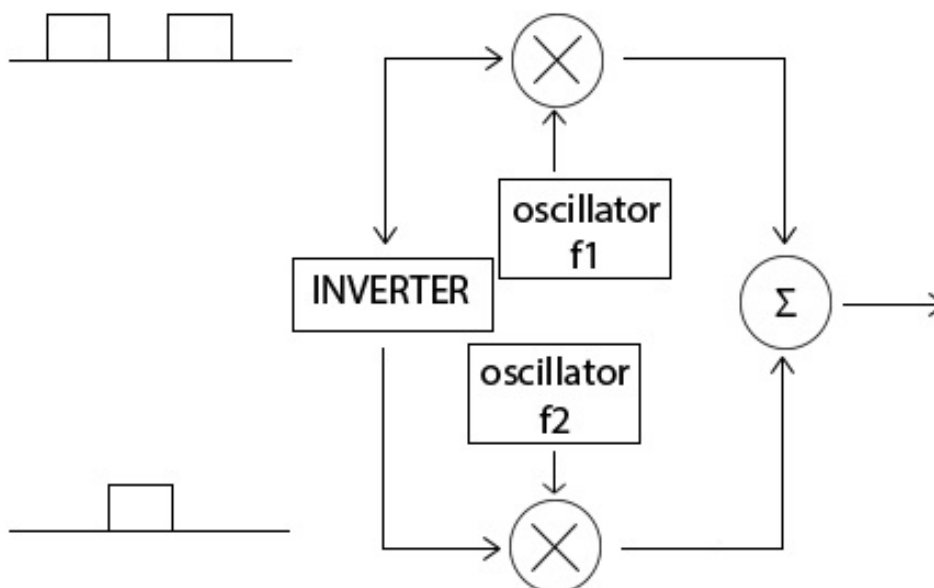 oscillator
f1
INVERTER
Σ
oscillator
f2